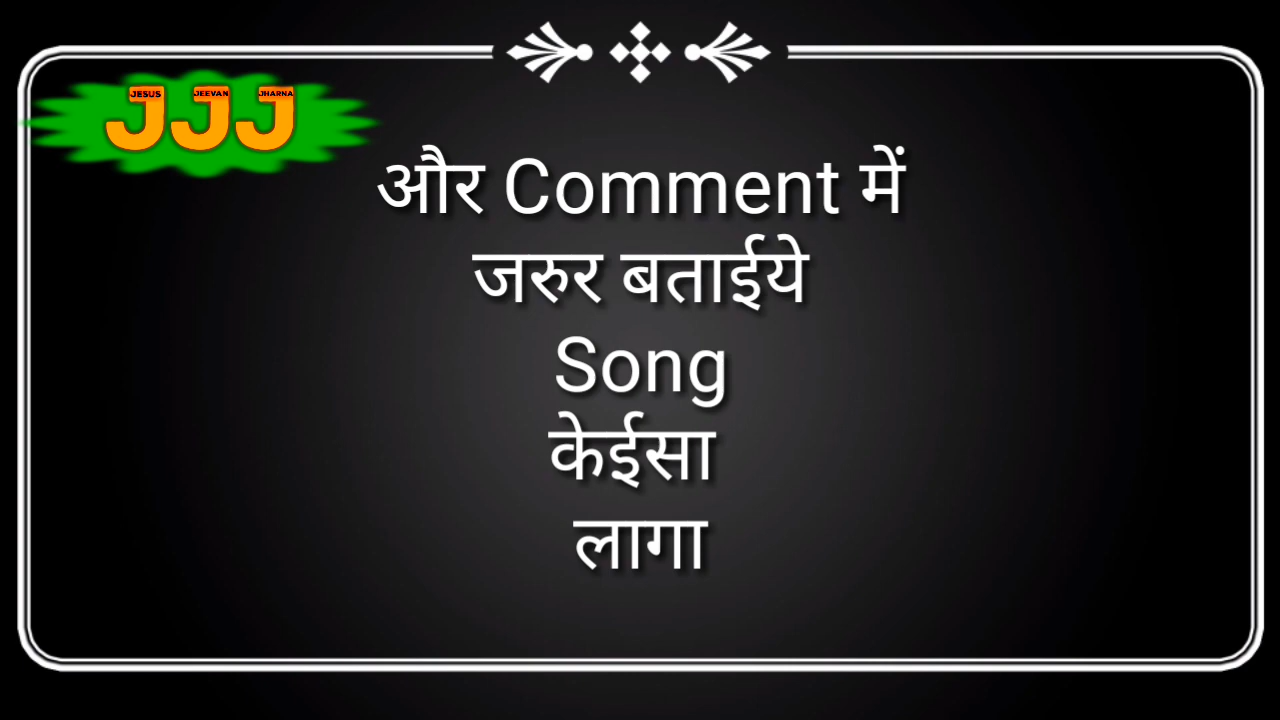 JESUS JEEVAN JHARNA
JJJ
और Comment में
जरुर बताईये
Song
केईसा
लागा